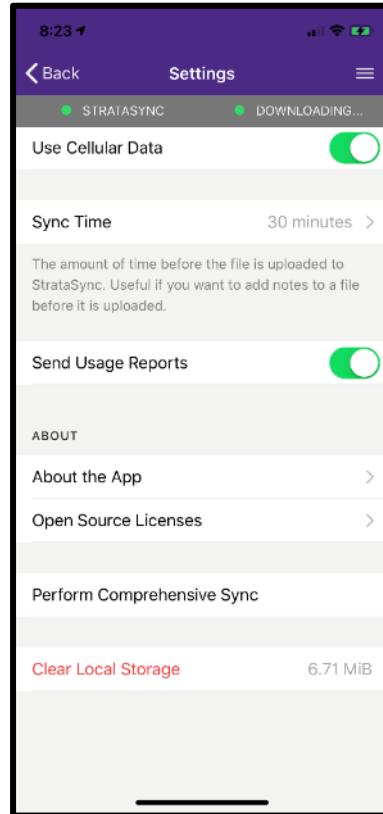 8:23
Back Settings
STRATASYNC DOWNLOADING...
Use Cellular Data
Sync Time 30 minutes
The amount of time before the file is uploaded to
StrataSync. Useful if you want to add notes to a file
before it is uploaded.
Send Usage Reports
ABOUT
About the App
Open Source Licenses
Perform Comprehensive Sync
Clear Local Storage 6.71 MiB